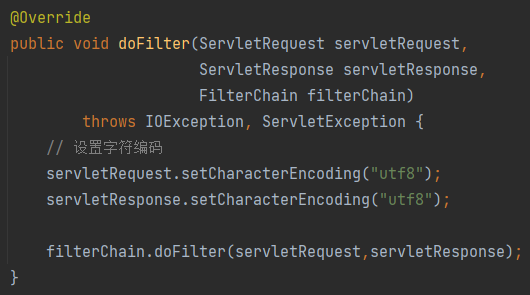 @Override
public void doFilter(ServletRequest servletRequest,
ServletResponse servletResponse,
FilterChain filterChain)
throws IOException, ServletException {
// 设置字符编码
servletRequest.setCharacterEncoding("utf8");
servletResponse.setCharacterEncoding("utf8");
filterChain.doFilter(servletRequest,servletResponse);
}